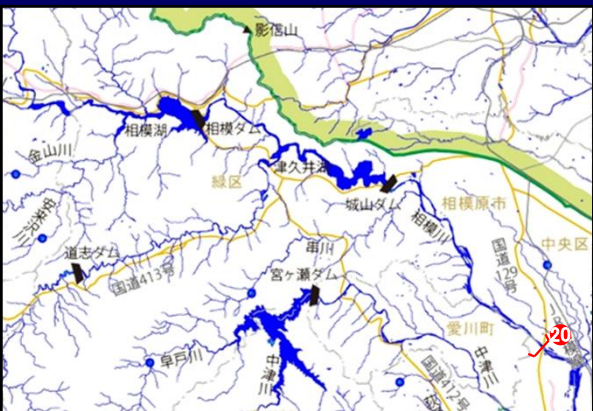 影信山
相模湖
相模ダム
金山川
津久井湖
緑区
城山ダム
相模川
相模原市
中央区
国道129号
串川
道志ダム
国道413号
宮ヶ瀬ダム
愛川町
早戸川
中津川
中津川
国道412号
20